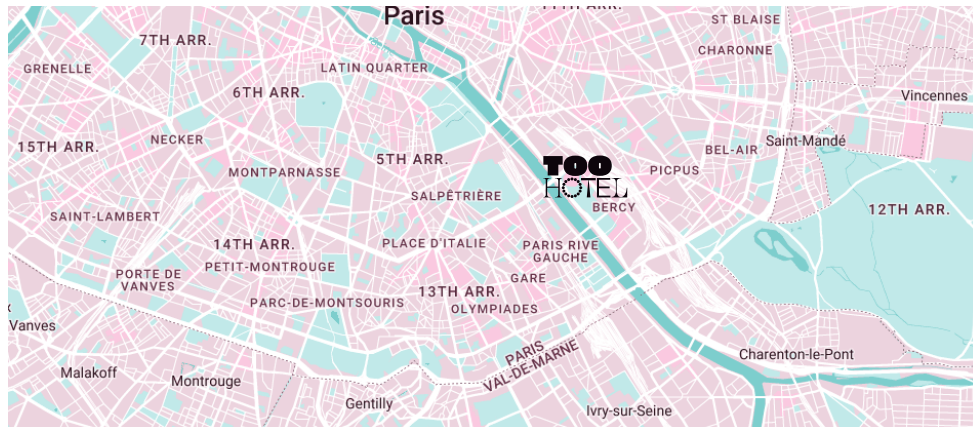 Paris
11TH ARR.
ST BLAISE
7TH ARR.
CHARONNE
GRENELLE
LATIN QUARTER
6TH ARR.
Vincennes
NECKER
15TH ARR.
5TH ARR.
BEL-AIR
Saint-Mandé
MONTPARNASSE
TOO
HOTEL
PICPUS
SALPÊTRIÈRE
BERCY
SAINT-LAMBERT
12TH ARR.
14TH ARR.
PLACE D'ITALIE
PARIS RIVE
GAUCHE
PETIT-MONTROUGE
PORTE DE
VANVES
GARE
13TH ARR.
PARC-DE-MONTSOURIS
OLYMPIADES
Vanves
PARIS
VAL-DE-MARNE
Charenton-le-Pont
Malakoff
Montrouge
Gentilly
Ivry-sur-Seine